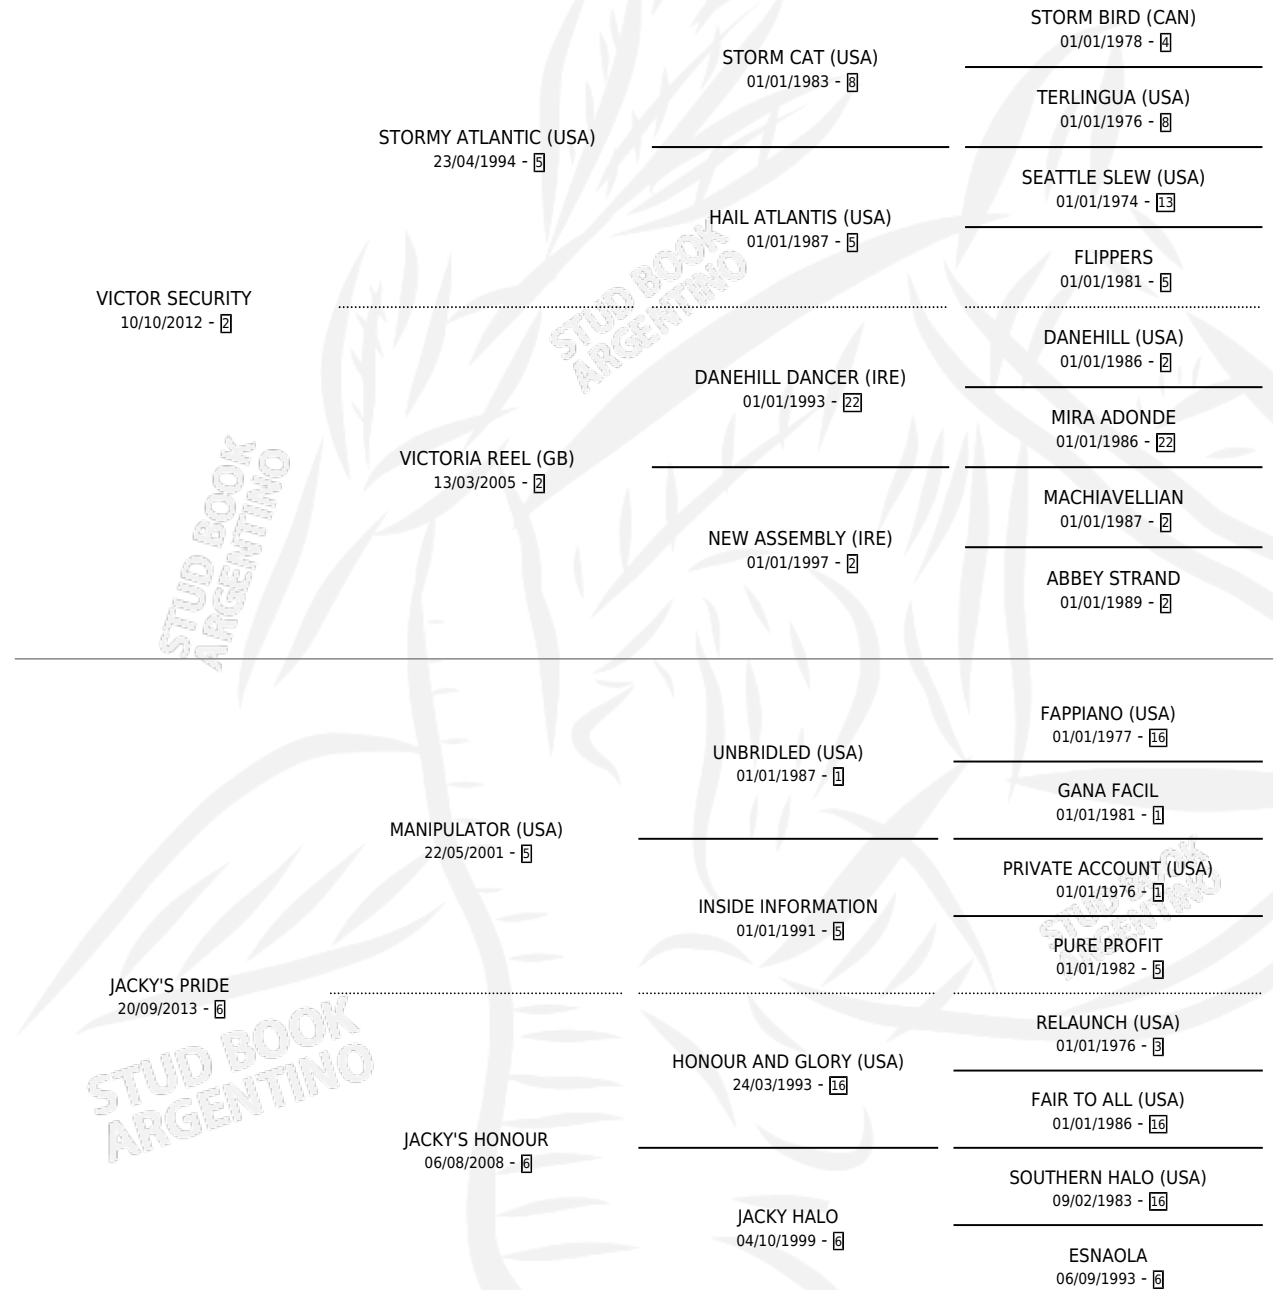 STORM BIRD (CAN)
01/01/1978 - 4
STORM CAT (USA)
01/01/1983 - 8
TERLINGUA (USA)
01/01/1976 - 8
STORMY ATLANTIC (USA)
23/04/1994 - 5
SEATTLE SLEW (USA)
01/01/1974 - 13
HAIL ATLANTIS (USA)
01/01/1987 - 5
FLIPPERS
01/01/1981 - 5
VICTOR SECURITY
10/10/2012 - 2
DANEHILL (USA)
01/01/1986 - 2
DANEHILL DANCER (IRE)
01/01/1993 - 22
MIRA ADONDE
01/01/1986 - 22
VICTORIA REEL (GB)
13/03/2005 - 2
MACHIAVELLIAN
01/01/1987 - 2
NEW ASSEMBLY (IRE)
01/01/1997 - 2
ABBEY STRAND
01/01/1989 - 2
FAPPIANO (USA)
01/01/1977 - 16
UNBRIDLED (USA)
01/01/1987 - 1
GANA FACIL
01/01/1981 - 1
MANIPULATOR (USA)
22/05/2001 - 5
PRIVATE ACCOUNT (USA)
01/01/1976 - 1
INSIDE INFORMATION
01/01/1991 - 5
PURE PROFIT
01/01/1982 - 5
JACKY'S PRIDE
20/09/2013 - 6
RELAUNCH (USA)
01/01/1976 - 3
HONOUR AND GLORY (USA)
24/03/1993 - 16
FAIR TO ALL (USA)
01/01/1986 - 16
JACKY'S HONOUR
06/08/2008 - 6
SOUTHERN HALO (USA)
09/02/1983 - 16
JACKY HALO
04/10/1999 - 6
ESNAOLA
06/09/1993 - 6
STUD BOOK
ARGENTINO
STUD BOOK
ARGENTINO
STUD BOOK
ARGENTINO
STUD BOOK
ARGENTINO